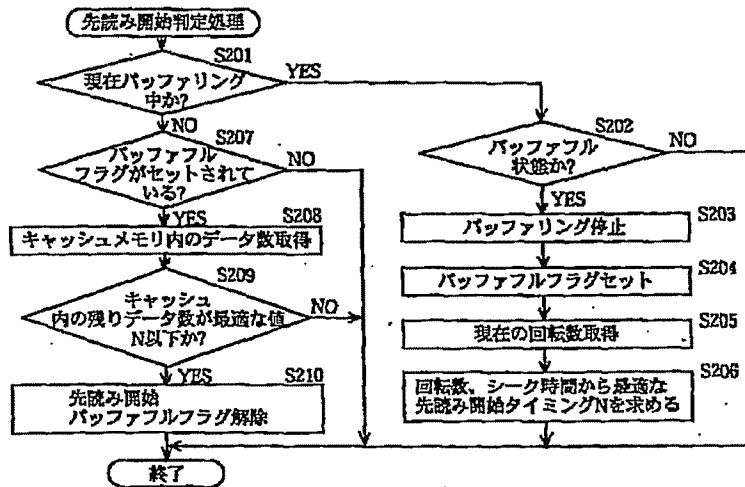 先読み開始判定処理
S201
現在バッファリング
中か?
YES
NO
S207
バッファフル
フラグがセットされて
いる?
NO
YES
S208
キャッシュメモリ内のデータ数取得
S209
キャッシュ
内の残りデータ数が最適な値
N以下か?
NO
YES
S210
先読み開始
バッファフルフラグ解除
終了
S202
バッファフル
状態か?
NO
YES
S203
バッファリング停止
S204
バッファフルフラグセット
S205
現在の回転数取得
S206
回転数、シーク時間から最適な
先読み開始タイミングNを求める